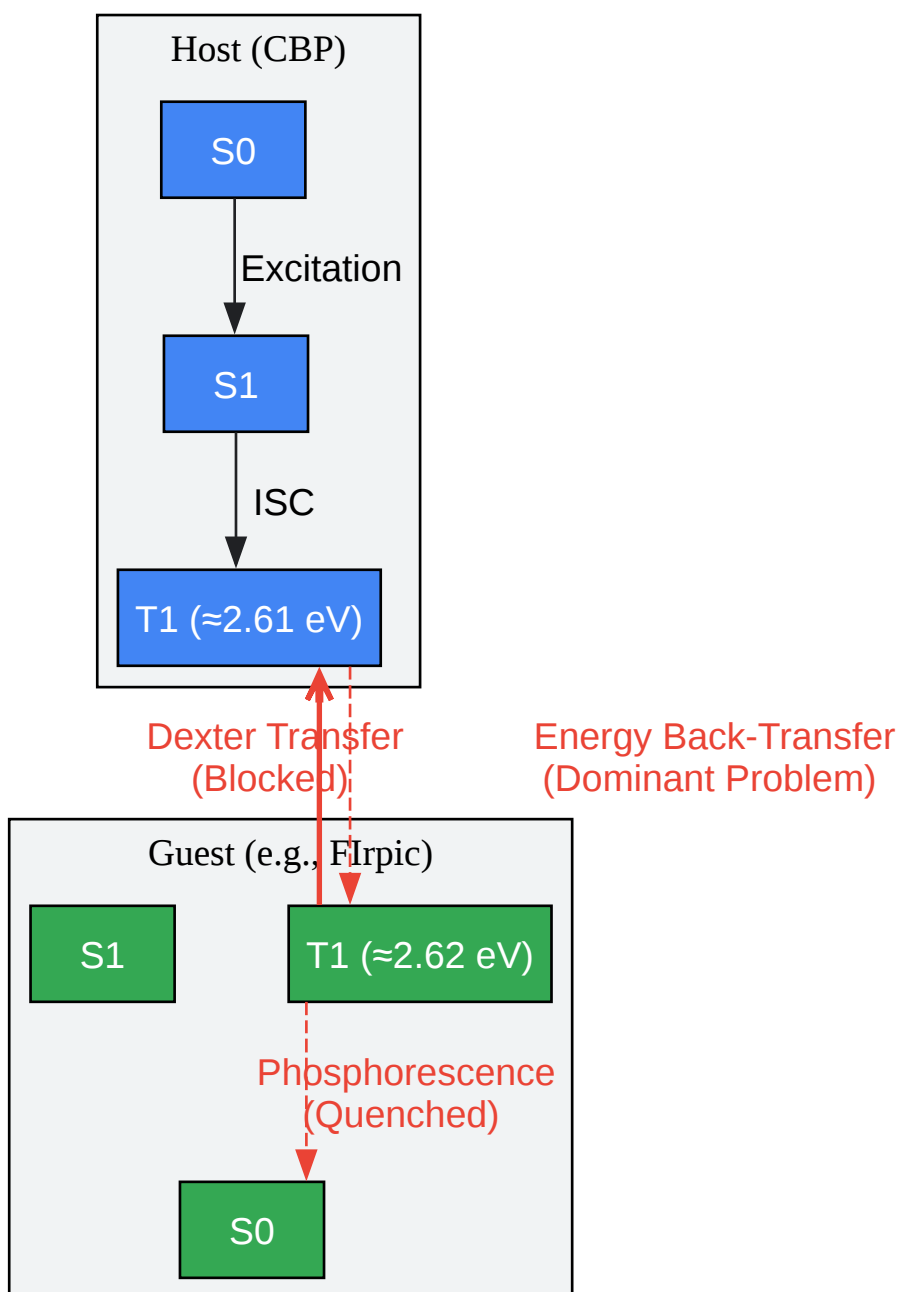 Host (CBP)
S0
Excitation
S1
ISC
T1 (≈2.61 eV)
Dexter Transfer
(Blocked)
Energy Back-Transfer
(Dominant Problem)
Guest (e.g., FIrpic)
S1
T1 (≈2.62 eV)
Phosphorescence
(Quenched)
S0